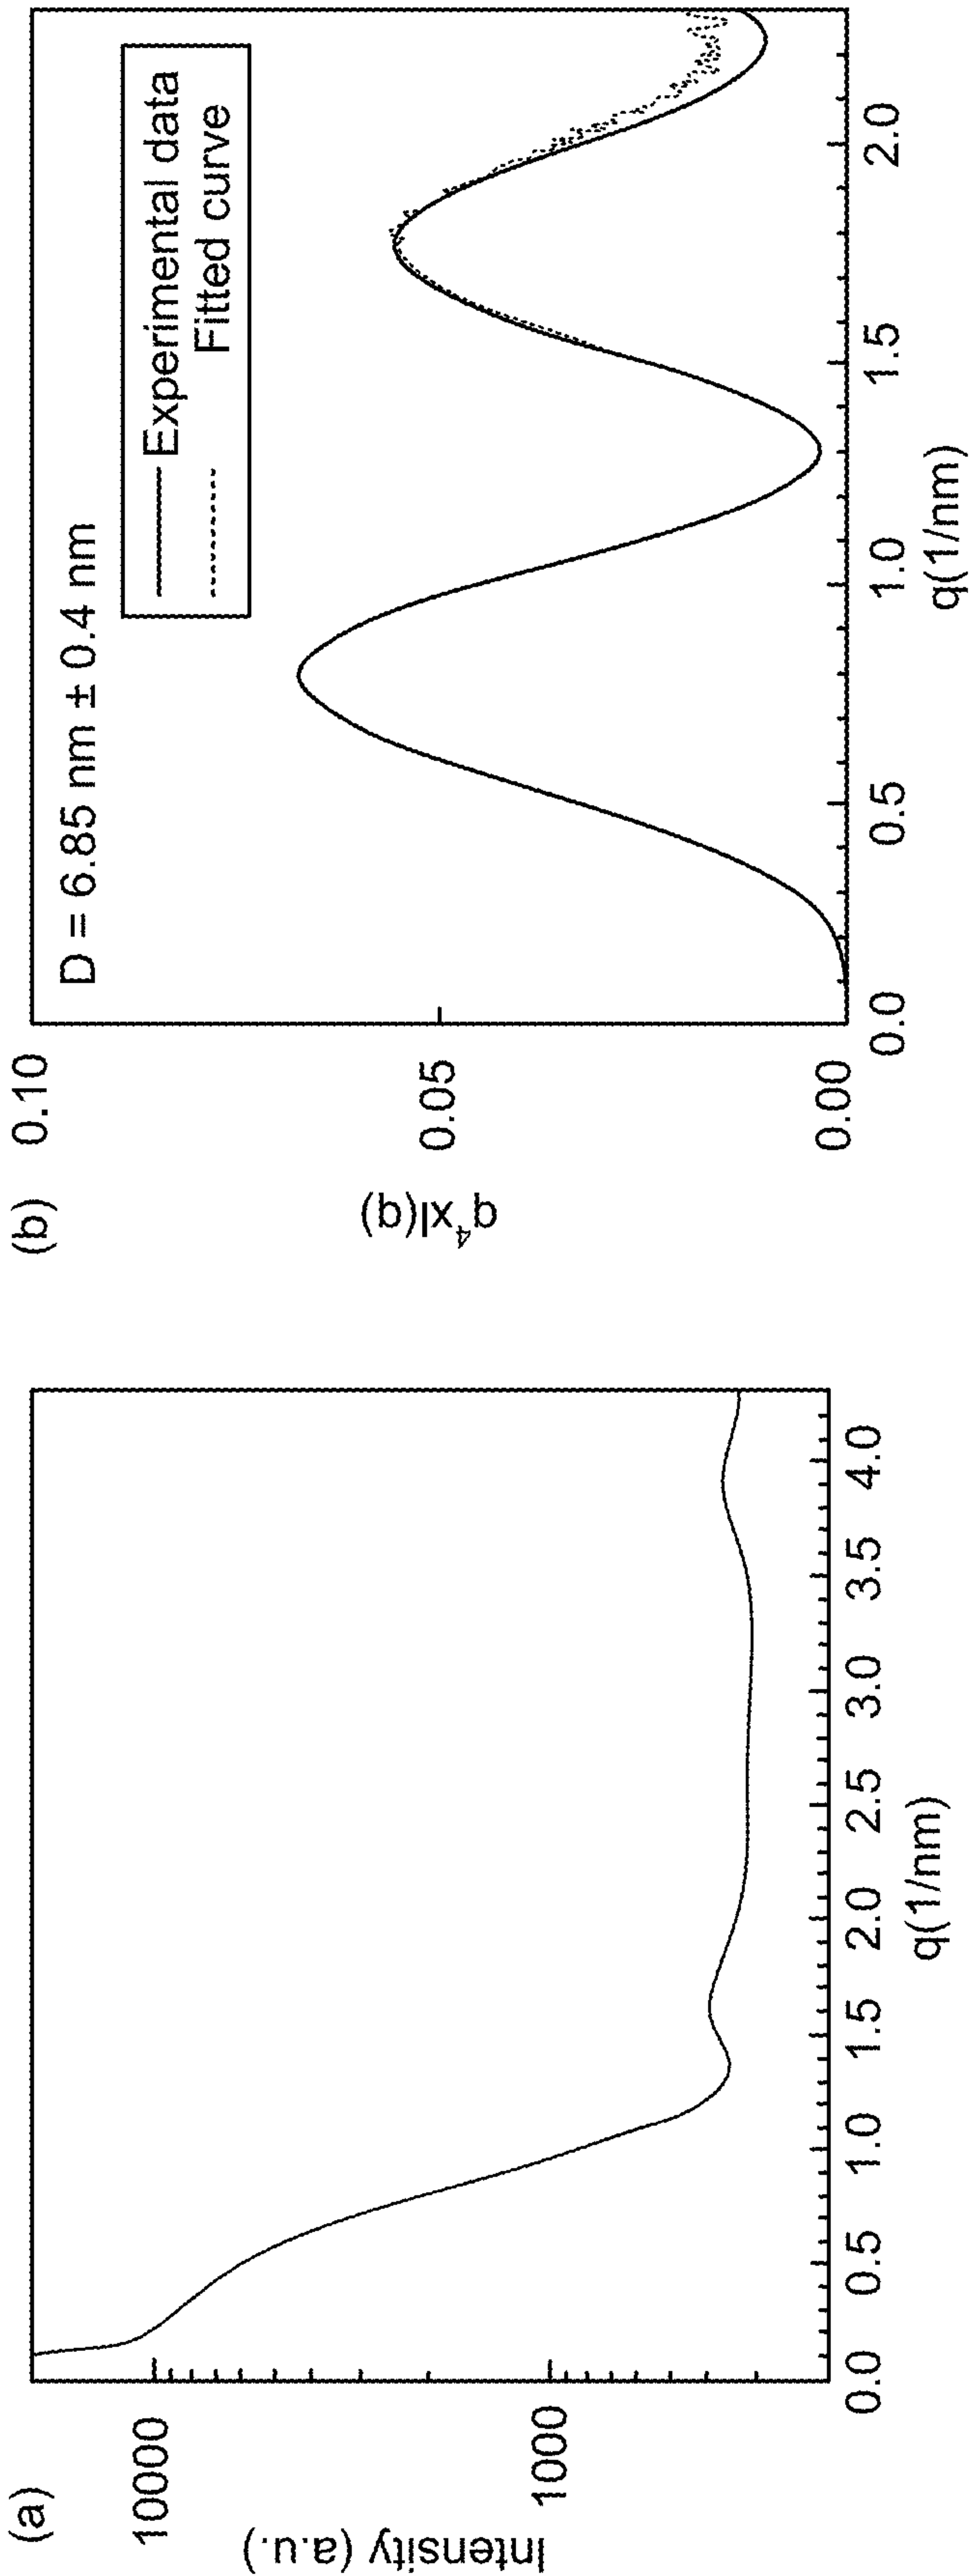 (a)
10000
1000
Intensity (a.u.)
0.0 0.5 1.0 1.5 2.0 2.5 3.0 3.5 4.0
q(1/nm)
(b)
0.10
0.05
0.00
q⁴xI(q)
D = 6.85 nm ± 0.4 nm
Experimental data
Fitted curve
0.0 0.5 1.0 1.5 2.0
q(1/nm)